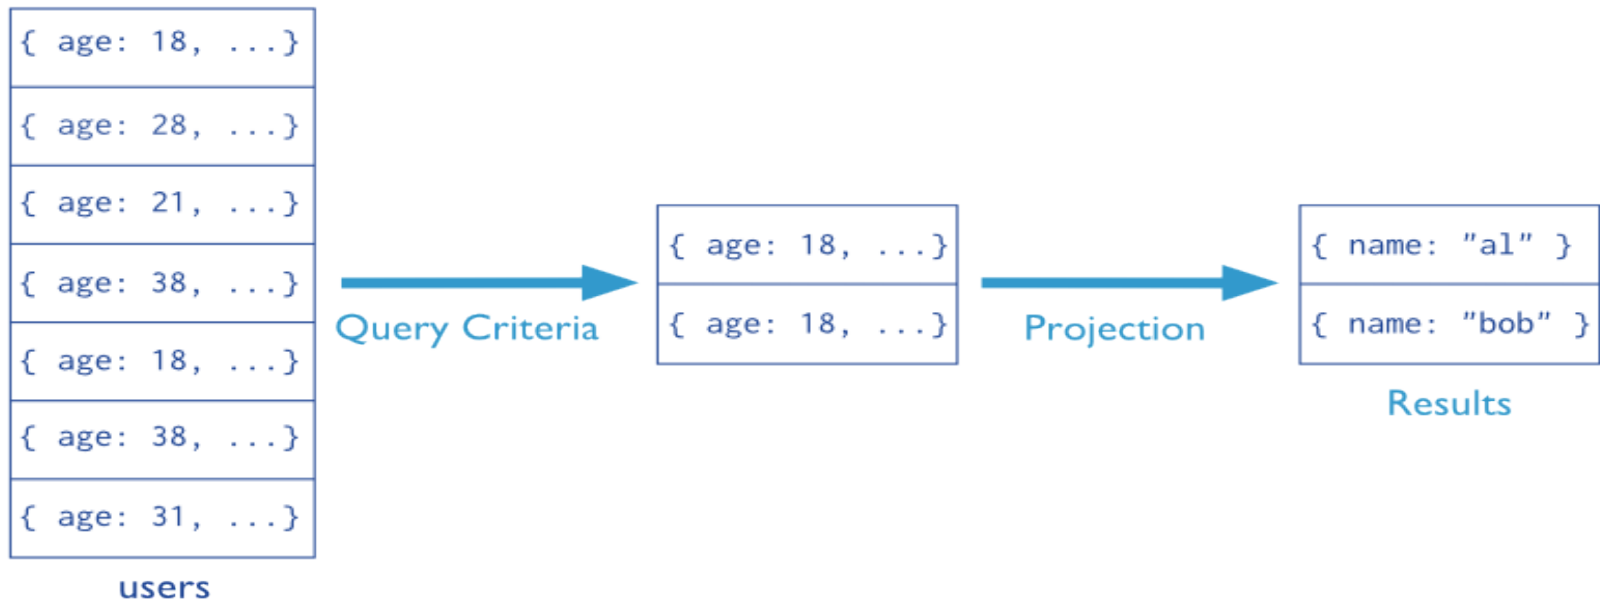 { age: 18, ...}
{ age: 28, ...}
{ age: 21, ...}
{ age: 38, ...}
{ age: 18, ...}
{ age: 38, ...}
{ age: 31, ...}
users
Query Criteria
{ age: 18, ...}
{ age: 18, ...}
Projection
{ name: "al" }
{ name: "bob" }
Results